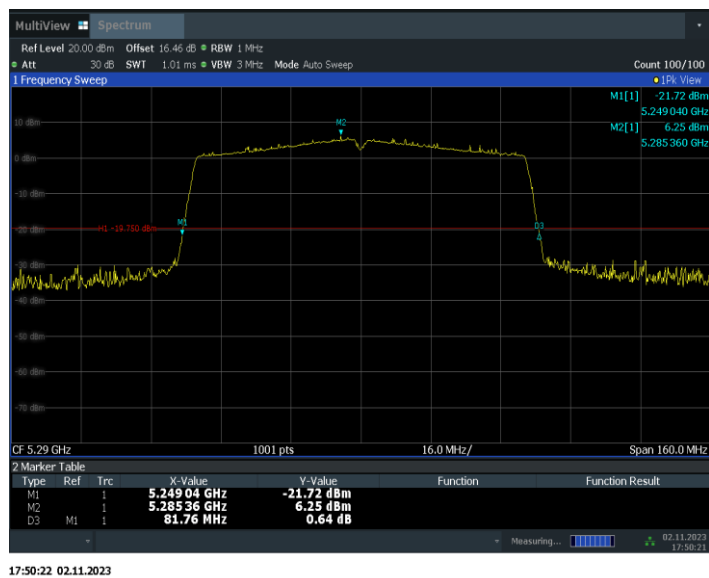 MultiView Spectrum
Ref Level 20.00 dBm Offset 16.46 dB RBW 1 MHz
Att 30 dB SWT 1.01 ms VBW 3 MHz Mode Auto Sweep Count 100/100
1 Frequency Sweep 1Pk View
M1[1] -21.72 dBm
5.249 040 GHz
M2[1] 6.25 dBm
5.285 360 GHz
10 dBm
M2
0 dBm
-10 dBm
M1
-20 dBm
H1 -19.750 dBm
D3
-30 dBm
-40 dBm
-50 dBm
-60 dBm
-70 dBm
CF 5.29 GHz 1001 pts 16.0 MHz/ Span 160.0 MHz
2 Marker Table
Type Ref Trc X-Value Y-Value Function Function Result
M1 1 5.249 04 GHz -21.72 dBm
M2 1 5.285 36 GHz 6.25 dBm
D3 M1 1 81.76 MHz 0.64 dB
Measuring... 02.11.2023
17:50:21
17:50:22 02.11.2023